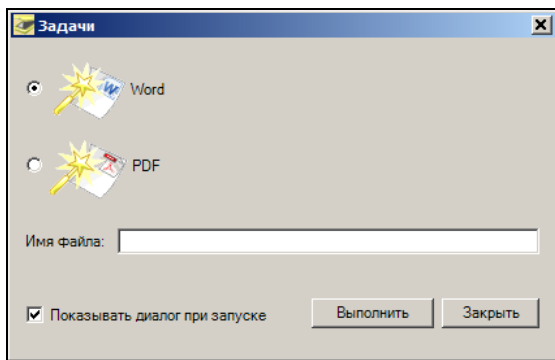 Задачи
Word
PDF
Имя файла:
Показывать диалог при запуске
Выполнить
Закрыть